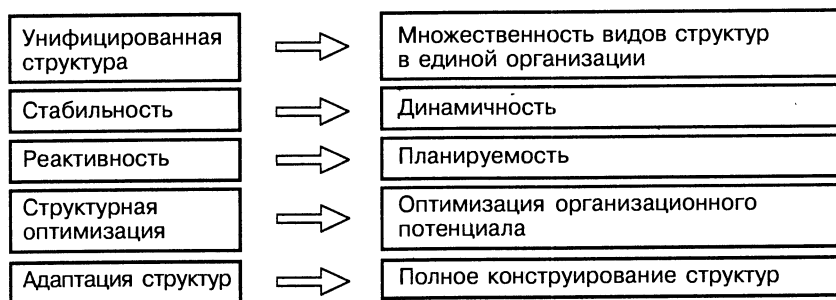 Унифицированная
структура
Множественность видов структур
в единой организации
Стабильность
Динамичность
Реактивность
Планируемость
Структурная
оптимизация
Оптимизация организационного
потенциала
Адаптация структур
Полное конструирование структур